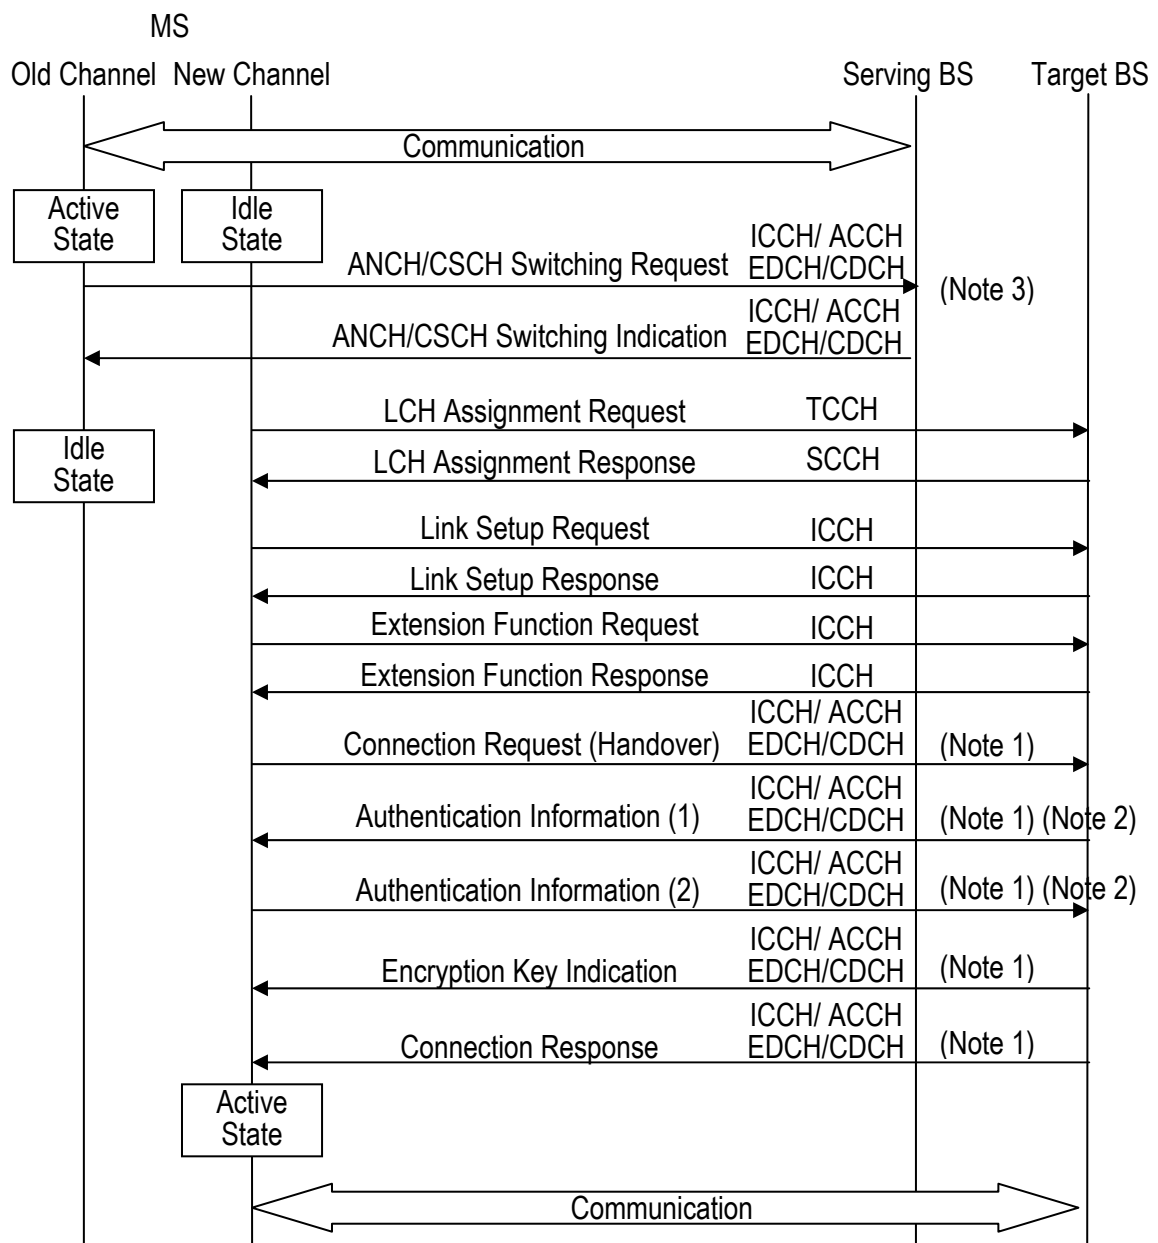 MS
Old Channel New Channel Serving BS Target BS
Communication
Active
State
Idle
State
ANCH/CSCH Switching Request
ICCH/ ACCH
EDCH/CDCH
(Note 3)
ANCH/CSCH Switching Indication
ICCH/ ACCH
EDCH/CDCH
LCH Assignment Request TCCH
Idle
State
LCH Assignment Response SCCH
Link Setup Request ICCH
Link Setup Response ICCH
Extension Function Request ICCH
Extension Function Response ICCH
Connection Request (Handover)
ICCH/ ACCH
EDCH/CDCH
(Note 1)
Authentication Information (1)
ICCH/ ACCH
EDCH/CDCH
(Note 1) (Note 2)
Authentication Information (2)
ICCH/ ACCH
EDCH/CDCH
(Note 1) (Note 2)
Encryption Key Indication
ICCH/ ACCH
EDCH/CDCH
(Note 1)
Connection Response
ICCH/ ACCH
EDCH/CDCH
(Note 1)
Active
State
Communication